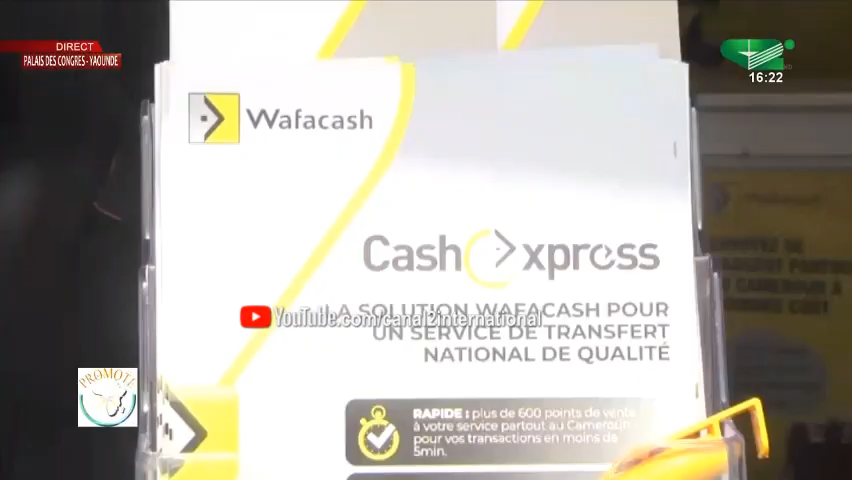 DIRECT
PALAIS DES CONGRES - YAOUNDE
16:22
Wafacash
CashExpress
LA SOLUTION WAFACASH POUR
UN SERVICE DE TRANSFERT
NATIONAL DE QUALITÉ
YouTube.com/canal2international
PROMOTE
RAPIDE : plus de 600 points de vente
à votre service partout au Cameroun
pour vos transactions en moins de
5min.